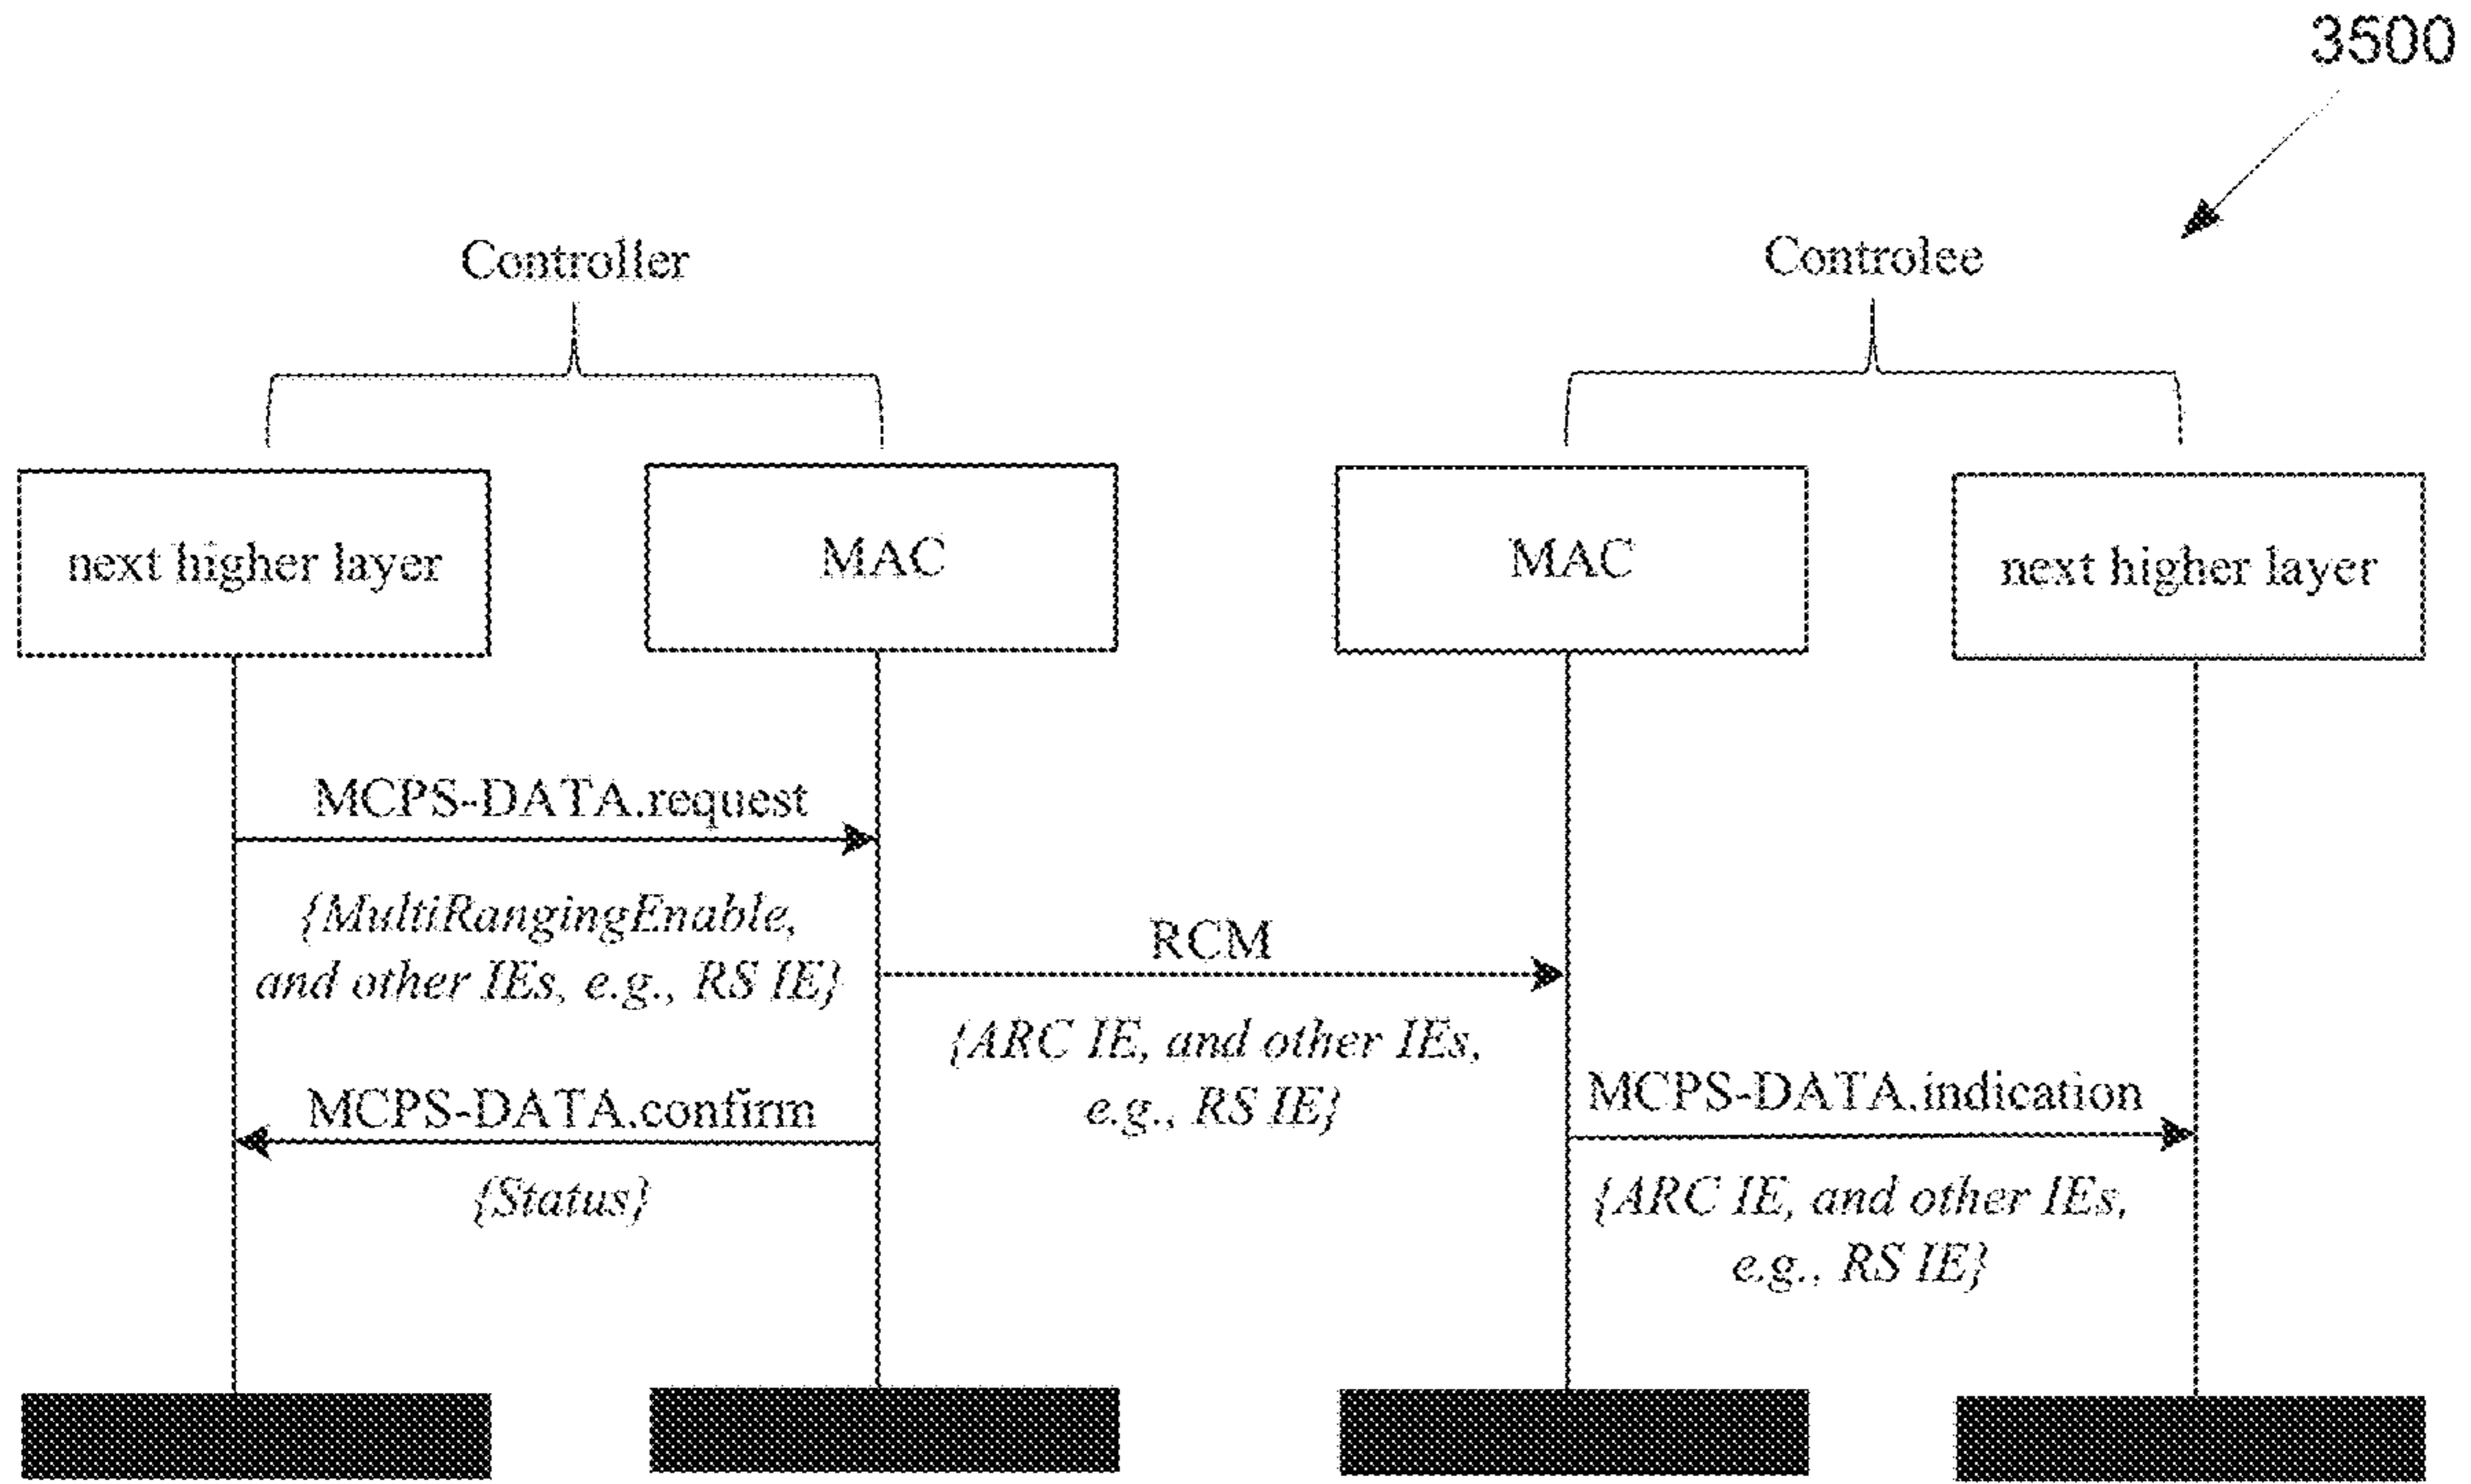 3500
Controller
Controlee
next higher layer
MAC
MAC
next higher layer
MCPS-DATA.request
{MultiRangingEnable,
and other IEs, e.g., RS IE}
RCM
{ARC IE, and other IEs,
e.g., RS IE}
MCPS-DATA.confirm
{Status}
MCPS-DATA.indication
{ARC IE, and other IEs,
e.g., RS IE}